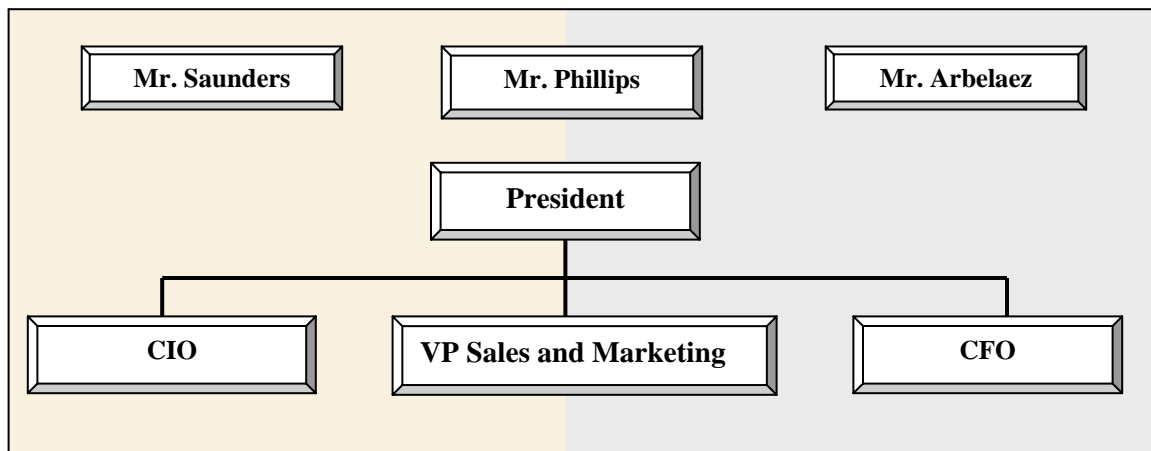 Mr. Saunders
Mr. Phillips
Mr. Arbelaez
President
CIO
VP Sales and Marketing
CFO